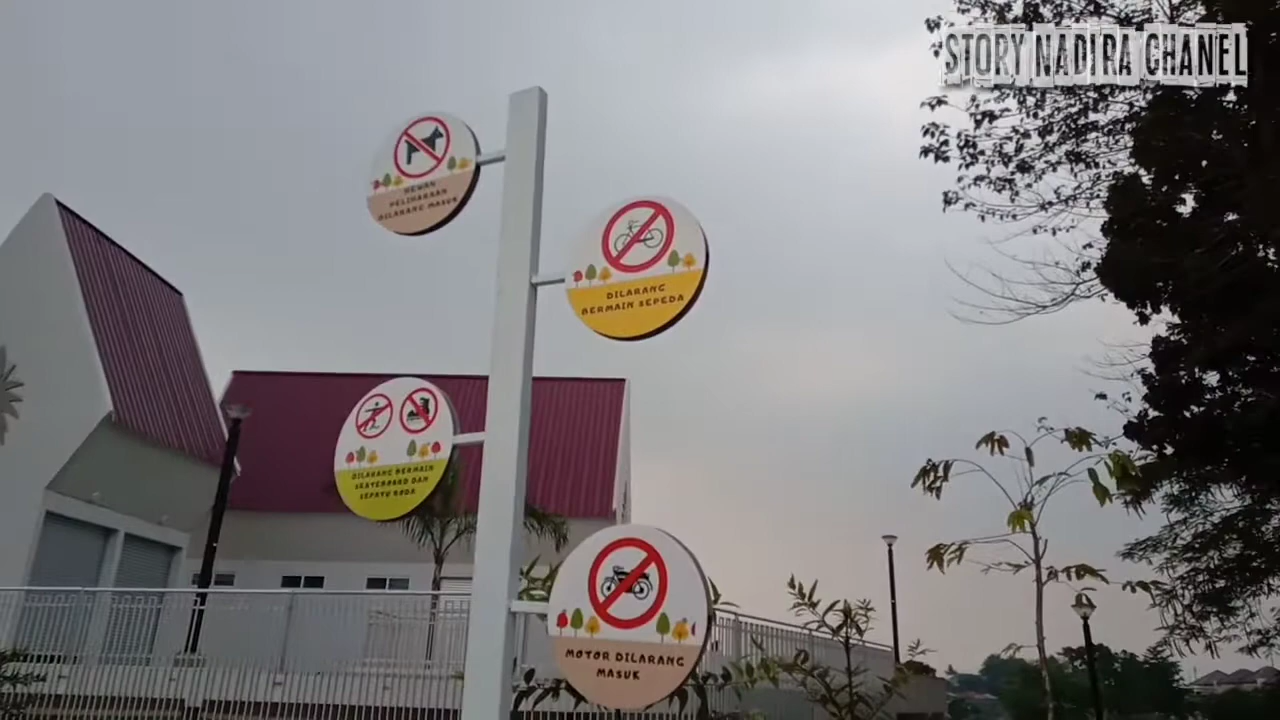 STORY NADIRA CHANEL
HEWAN
PELIHARAAN
DILARANG MASUK
DILARANG
BERMAIN SEPEDA
DILARANG BERMAIN
SKATEBOARD DAN
SEPATU RODA
MOTOR DILARANG
MASUK